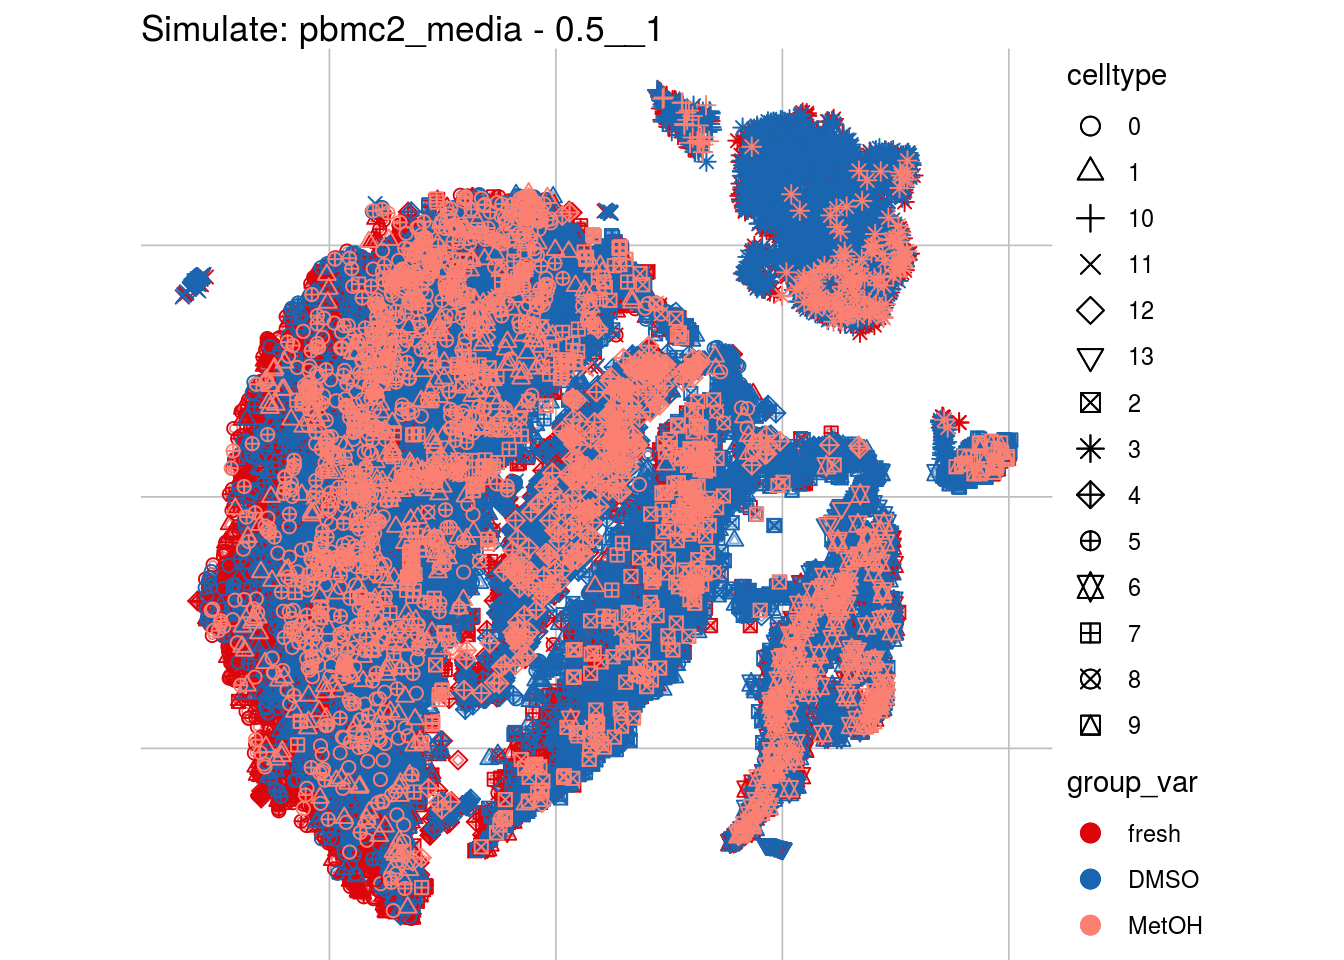 Simulate: pbmc2_media - 0.5__1
celltype
0
1
10
11
12
13
2
3
4
5
6
7
8
9
group_var
fresh
DMSO
MetOH